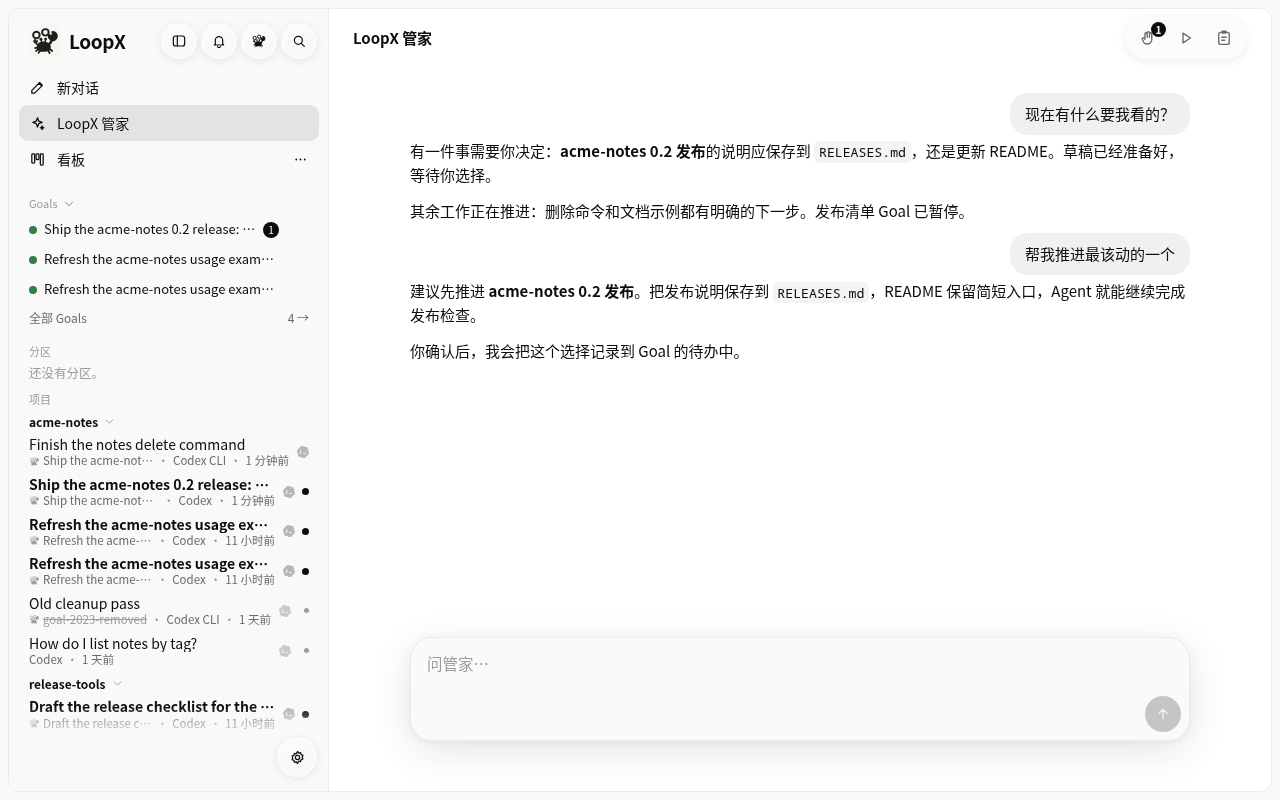 LoopX
新对话
LoopX 管家
看板
Goals
Ship the acme-notes 0.2 release: ··· 1
Refresh the acme-notes usage exam···
Refresh the acme-notes usage exam···
全部 Goals 4 →
分区
还没有分区。
项目
acme-notes
Finish the notes delete command
Ship the acme-not··· · Codex CLI · 1 分钟前
Ship the acme-notes 0.2 release: ···
Ship the acme-not··· · Codex · 1 分钟前
Refresh the acme-notes usage ex···
Refresh the acme-··· · Codex · 11 小时前
Refresh the acme-notes usage ex···
Refresh the acme-··· · Codex · 11 小时前
Old cleanup pass
goal-2023-removed · Codex CLI · 1 天前
How do I list notes by tag?
Codex · 1 天前
release-tools
Draft the release checklist for the ···
Draft the release c··· · Codex · 11 小时前
LoopX 管家
1
现在有什么要我看的？
有一件事需要你决定：acme-notes 0.2 发布的说明应保存到 RELEASES.md，还是更新 README。草稿已经准备好，
等待你选择。
其余工作正在推进：删除命令和文档示例都有明确的下一步。发布清单 Goal 已暂停。
帮我推进最该动的一个
建议先推进 acme-notes 0.2 发布。把发布说明保存到 RELEASES.md，README 保留简短入口，Agent 就能继续完成
发布检查。
你确认后，我会把这个选择记录到 Goal 的待办中。
问管家···